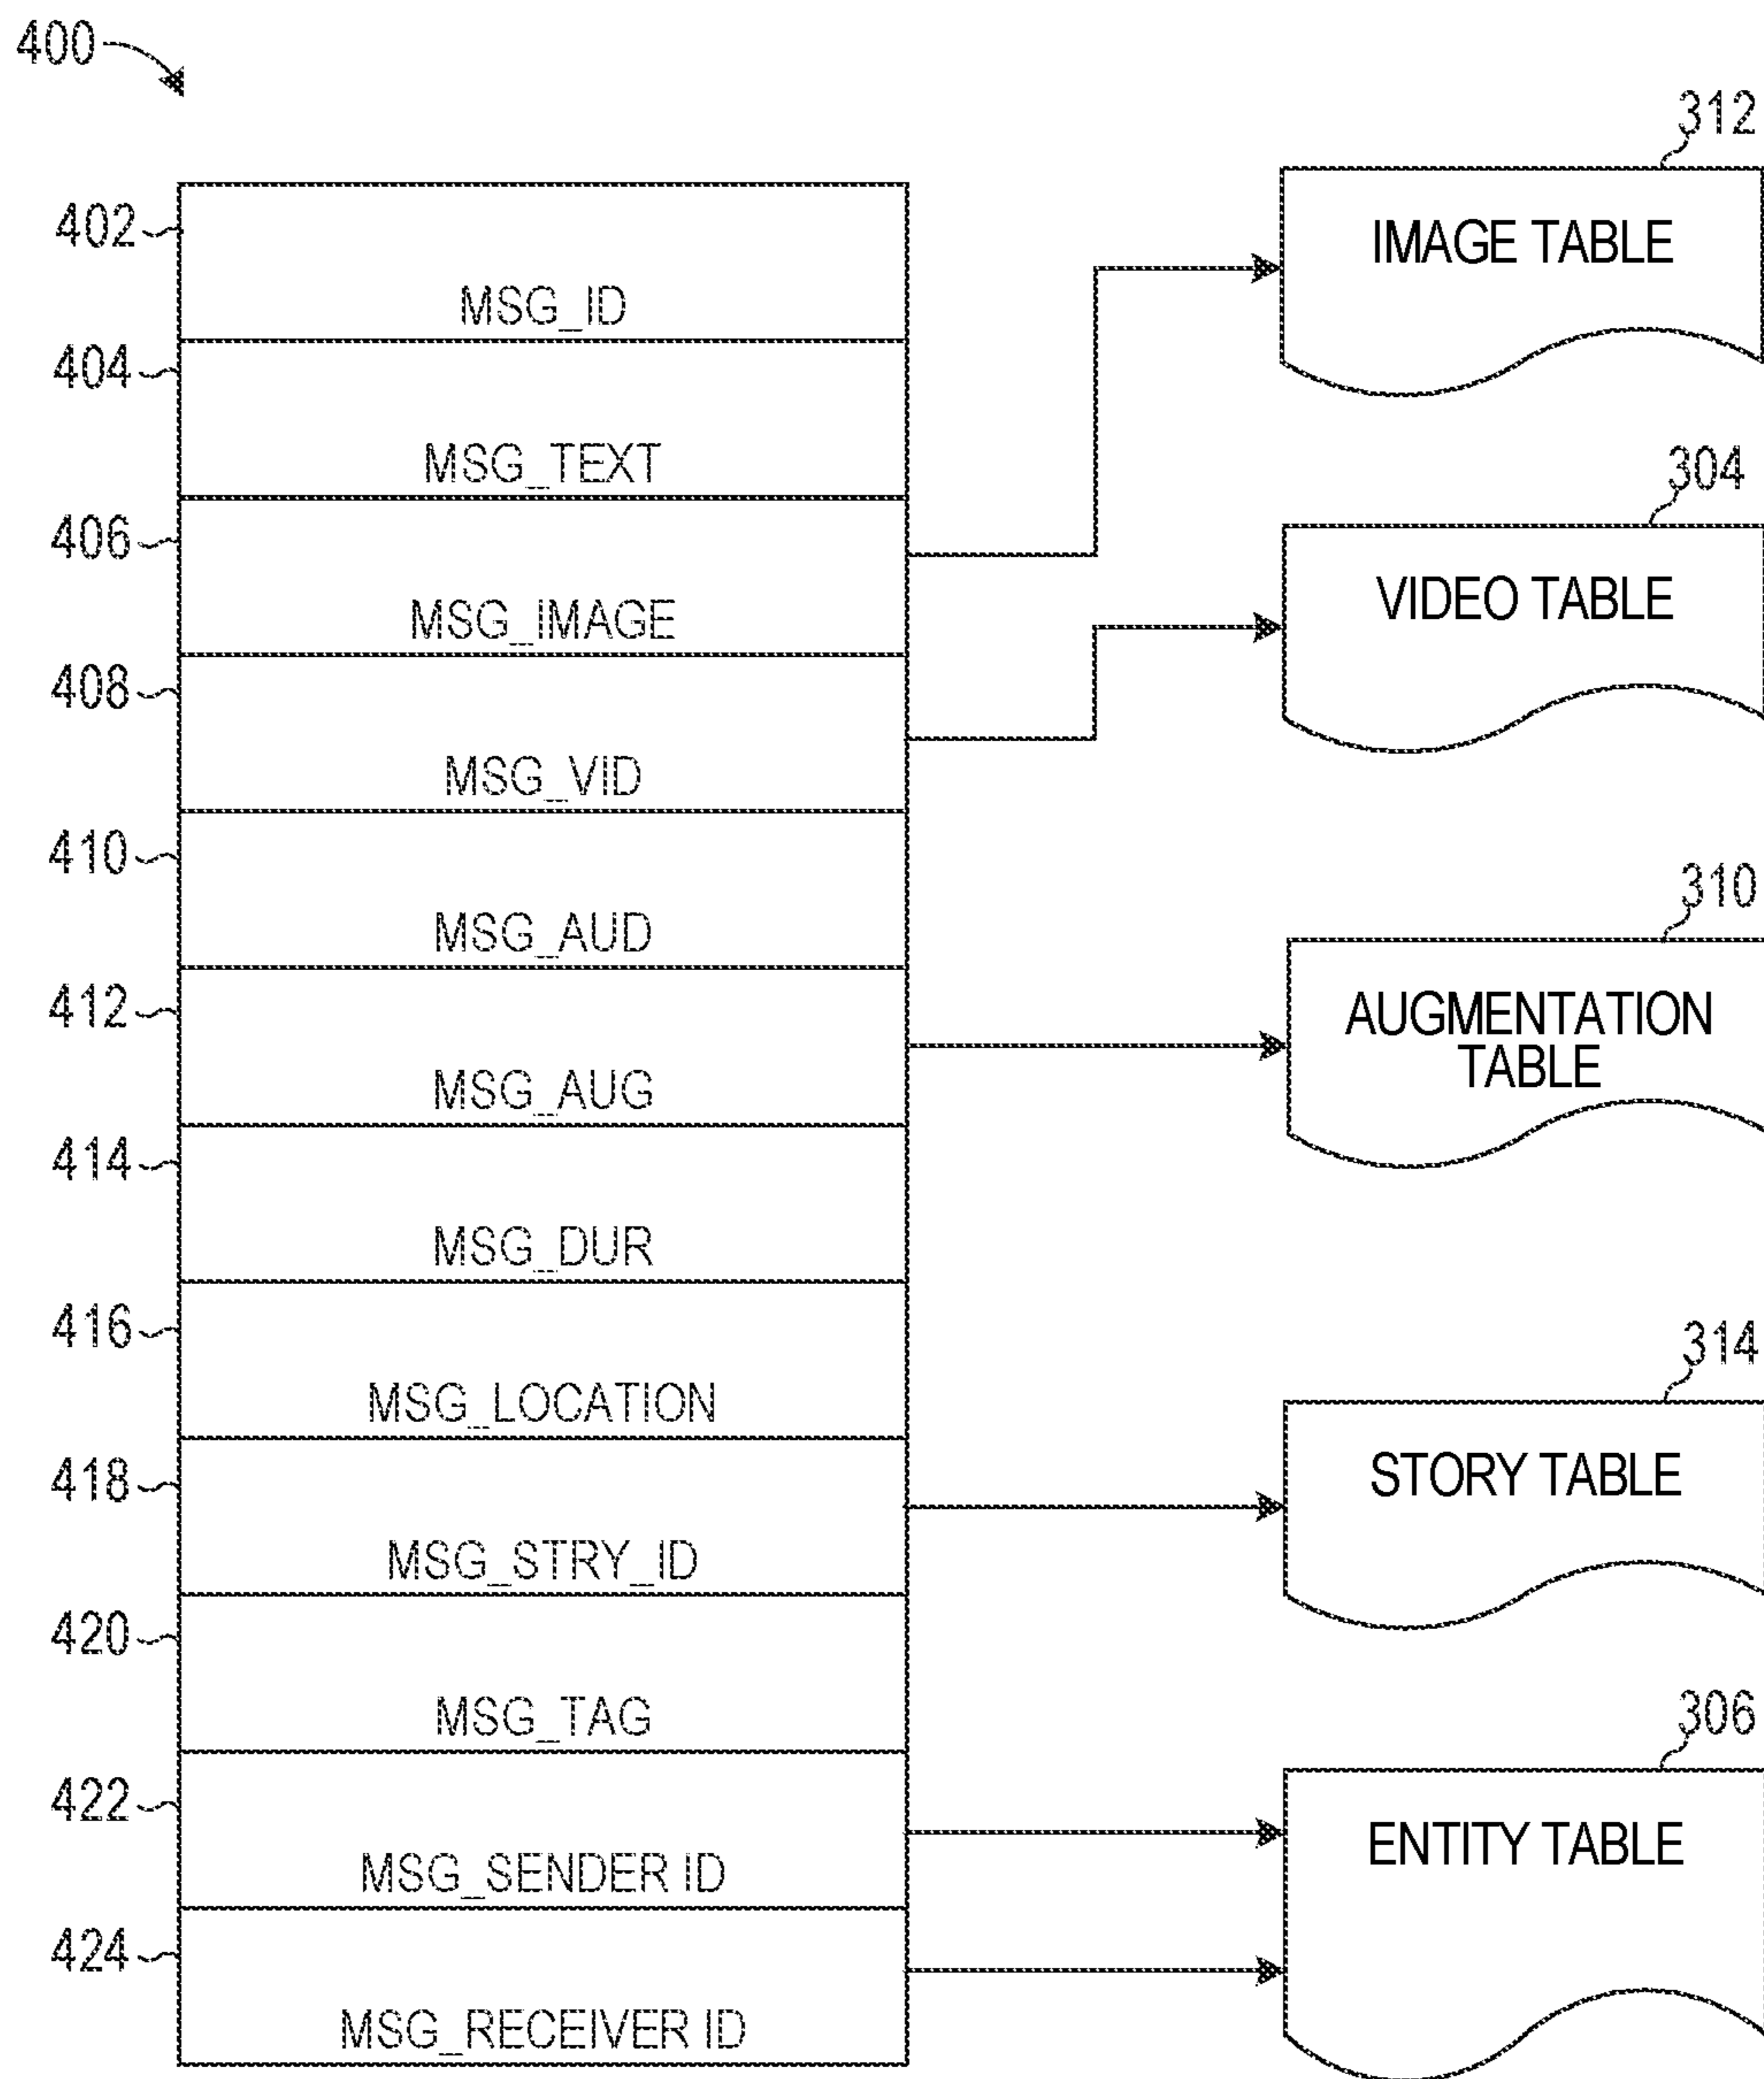 400
312
402
IMAGE TABLE
MSG_ID
404
MSG_TEXT
304
406
VIDEO TABLE
MSG_IMAGE
408
MSG_VID
410
310
MSG_AUD
412
AUGMENTATION
TABLE
MSG_AUG
414
MSG_DUR
416
314
MSG_LOCATION
418
STORY TABLE
MSG_STRY_ID
420
306
MSG_TAG
422
ENTITY TABLE
MSG_SENDER ID
424
MSG_RECEIVER ID